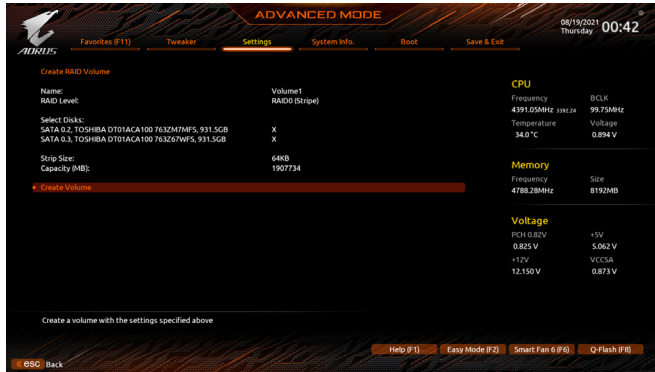 ADVANCED MODE
08/19/2021 Thursday 00:42
AORUS
Favorites (F11) Tweaker Settings System Info. Boot Save & Exit
Create RAID Volume
Name: Volume1
RAID Level: RAID0 (Stripe)
Select Disks:
SATA 0.2, TOSHIBA DT01ACA100 763ZM7MFS, 931.5GB X
SATA 0.3, TOSHIBA DT01ACA100 763Z67WFS, 931.5GB X
Strip Size: 64KB
Capacity (MB): 1907734
Create Volume
CPU
Frequency BCLK
4391.05MHz 3392.24 99.75MHz
Temperature Voltage
34.0 °C 0.894 V
Memory
Frequency Size
4788.28MHz 8192MB
Voltage
PCH 0.82V +5V
0.825 V 5.062 V
+12V VCCSA
12.150 V 0.873 V
Create a volume with the settings specified above
Help (F1) Easy Mode (F2) Smart Fan 6 (F6) Q-Flash (F8)
esc Back